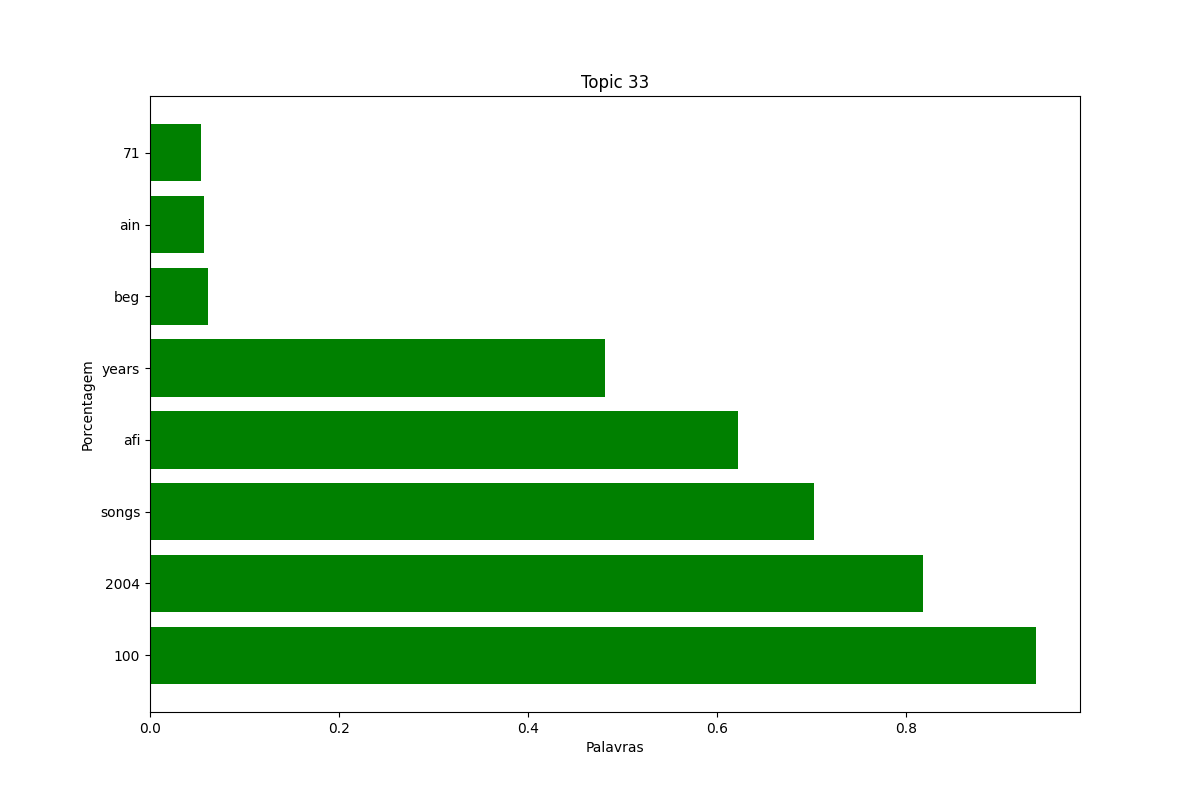 Topic 33
71
ain
beg
years
afi
songs
2004
100
Porcentagem
0.0 0.2 0.4 0.6 0.8
Palavras